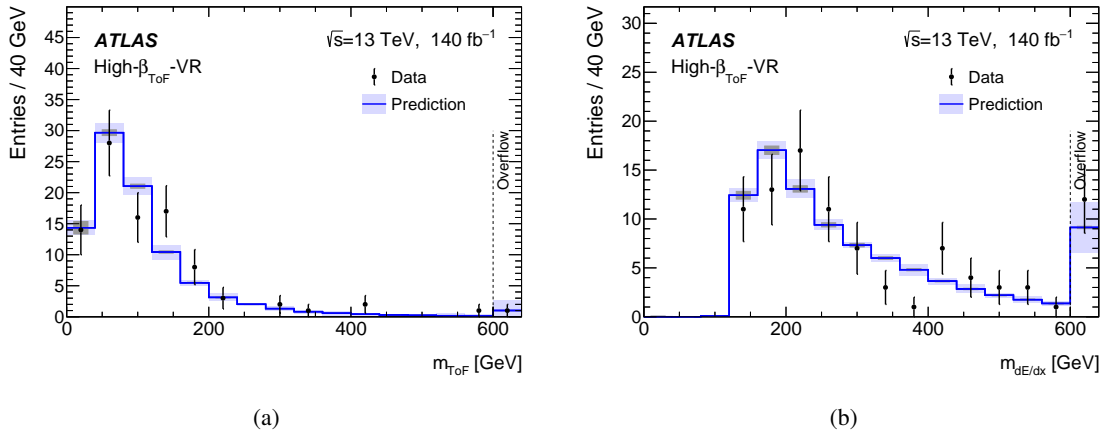 Entries / 40 GeV
45
40
35
30
25
20
15
10
5
0
ATLAS
√s=13 TeV, 140 fb⁻¹
High-β_ToF-VR
Data
Prediction
Overflow
0 200 400 600
m_ToF [GeV]
(a)
Entries / 40 GeV
30
25
20
15
10
5
0
ATLAS
√s=13 TeV, 140 fb⁻¹
High-β_ToF-VR
Data
Prediction
Overflow
0 200 400 600
m_dE/dx [GeV]
(b)